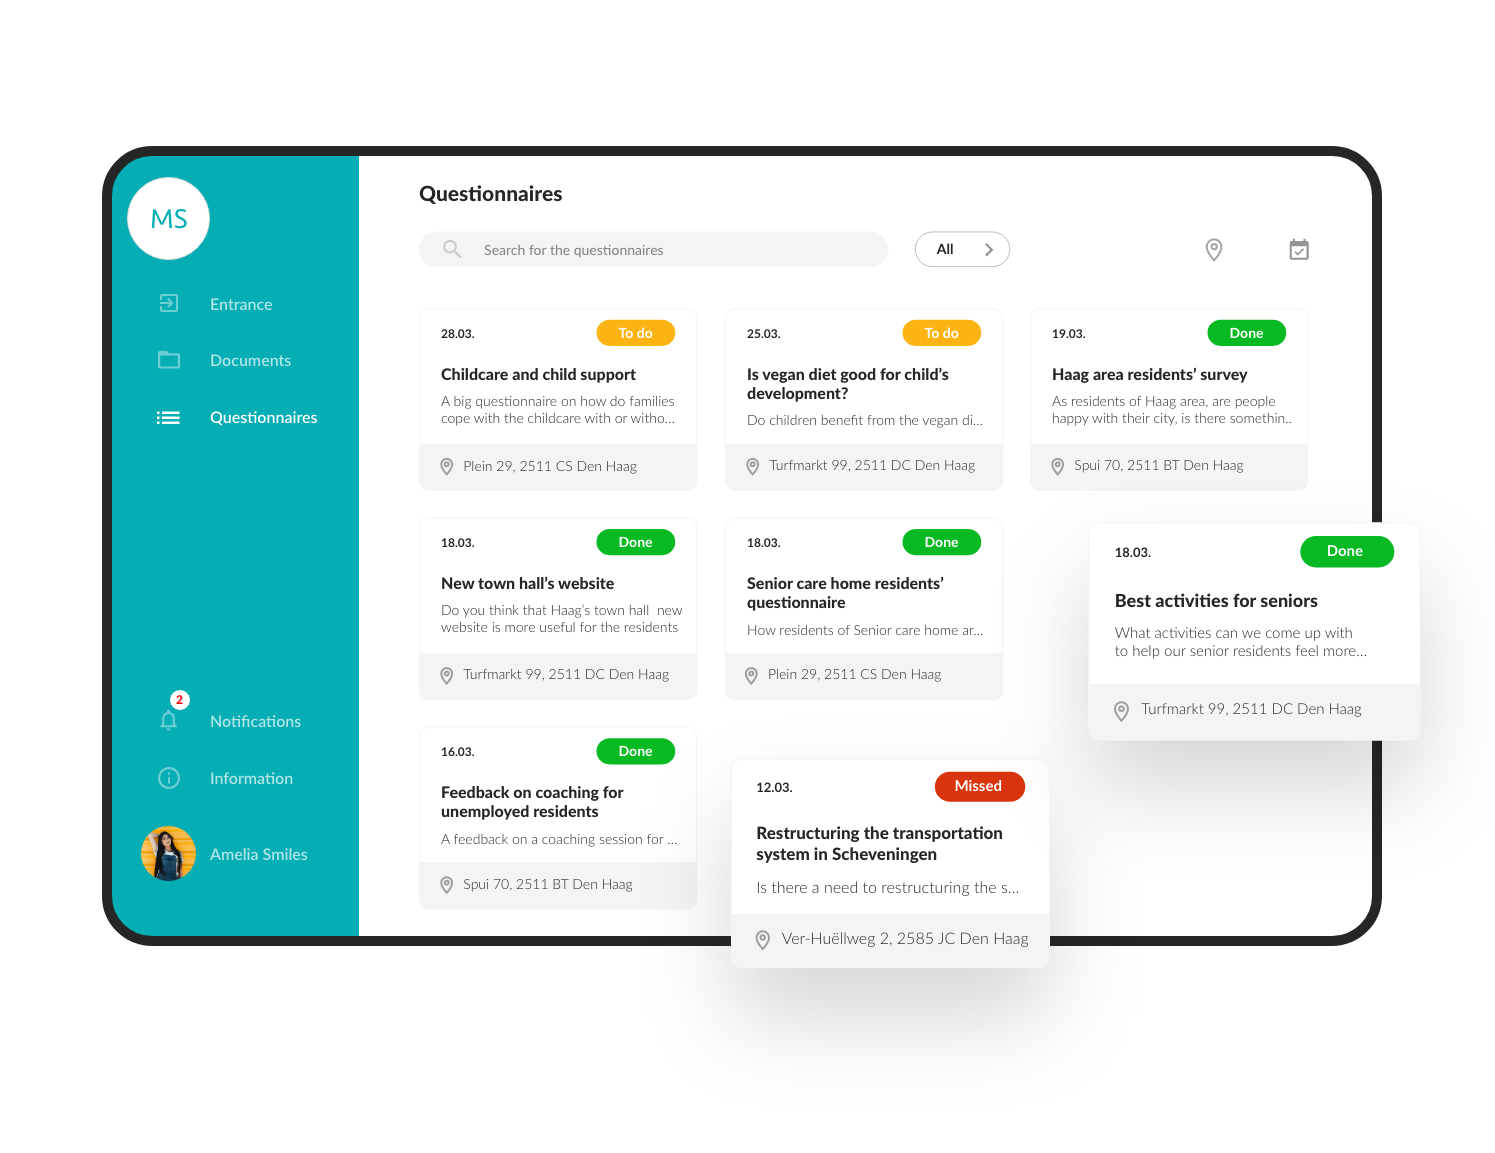 MS
Entrance
Documents
Questionnaires
2
Notifications
Information
Amelia Smiles
Questionnaires
Search for the questionnaires
All
28.03.
To do
Childcare and child support
A big questionnaire on how do families
cope with the childcare with or witho...
Plein 29, 2511 CS Den Haag
25.03.
To do
Is vegan diet good for child’s
development?
Do children benefit from the vegan di...
Turfmarkt 99, 2511 DC Den Haag
19.03.
Done
Haag area residents’ survey
As residents of Haag area, are people
happy with their city, is there somethin..
Spui 70, 2511 BT Den Haag
18.03.
Done
New town hall’s website
Do you think that Haag’s town hall  new
website is more useful for the residents
Turfmarkt 99, 2511 DC Den Haag
18.03.
Done
Senior care home residents’
questionnaire
How residents of Senior care home ar...
Plein 29, 2511 CS Den Haag
18.03.
Done
Best activities for seniors
What activities can we come up with
to help our senior residents feel more...
Turfmarkt 99, 2511 DC Den Haag
16.03.
Done
Feedback on coaching for
unemployed residents
A feedback on a coaching session for ...
Spui 70, 2511 BT Den Haag
12.03.
Missed
Restructuring the transportation
system in Scheveningen
Is there a need to restructuring the s...
Ver-Huëllweg 2, 2585 JC Den Haag